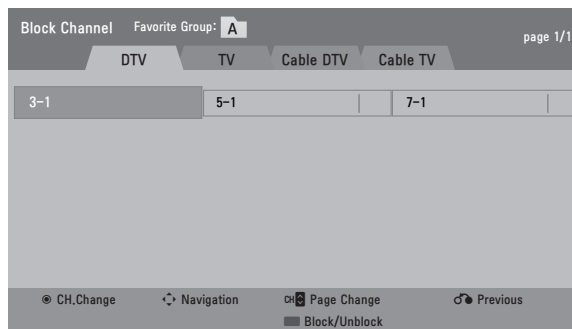 Block Channel Favorite Group: A
page 1/1
DTV TV Cable DTV Cable TV
3-1 5-1 7-1
CH.Change Navigation CH Page Change Previous
Block/Unblock